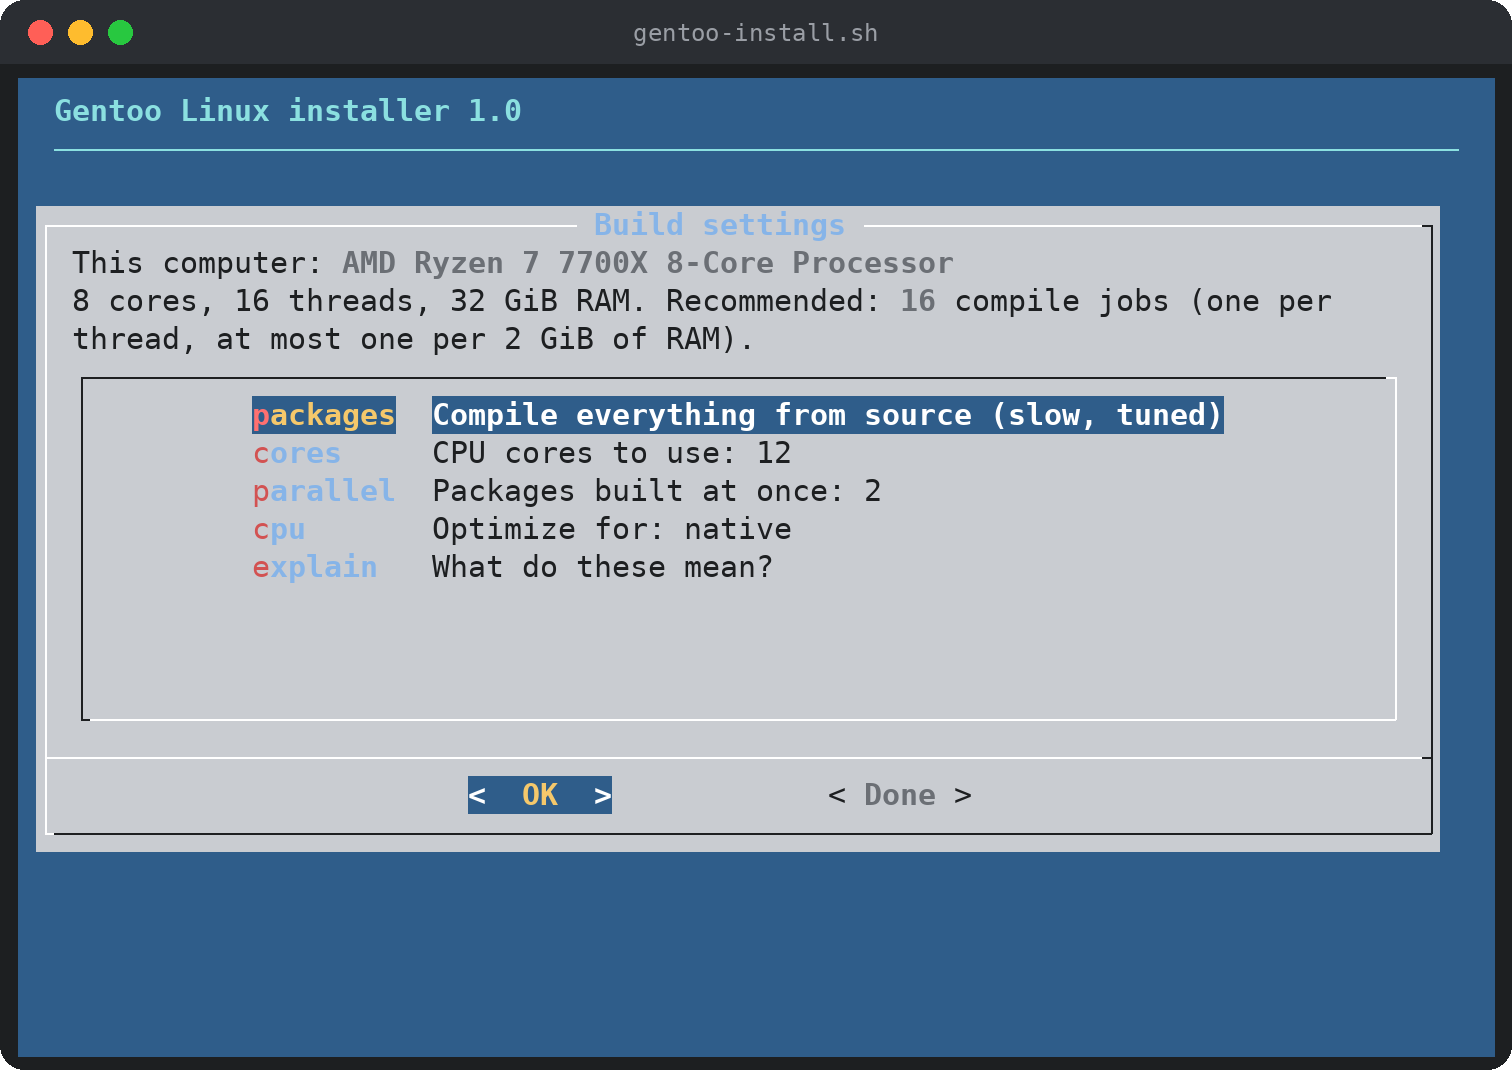 gentoo-install.sh
Gentoo Linux installer 1.0
Build settings
This computer: AMD Ryzen 7 7700X 8-Core Processor
8 cores, 16 threads, 32 GiB RAM. Recommended: 16 compile jobs (one per
thread, at most one per 2 GiB of RAM).
packages  Compile everything from source (slow, tuned)
cores     CPU cores to use: 12
parallel  Packages built at once: 2
cpu       Optimize for: native
explain   What do these mean?
<  OK  >            < Done >